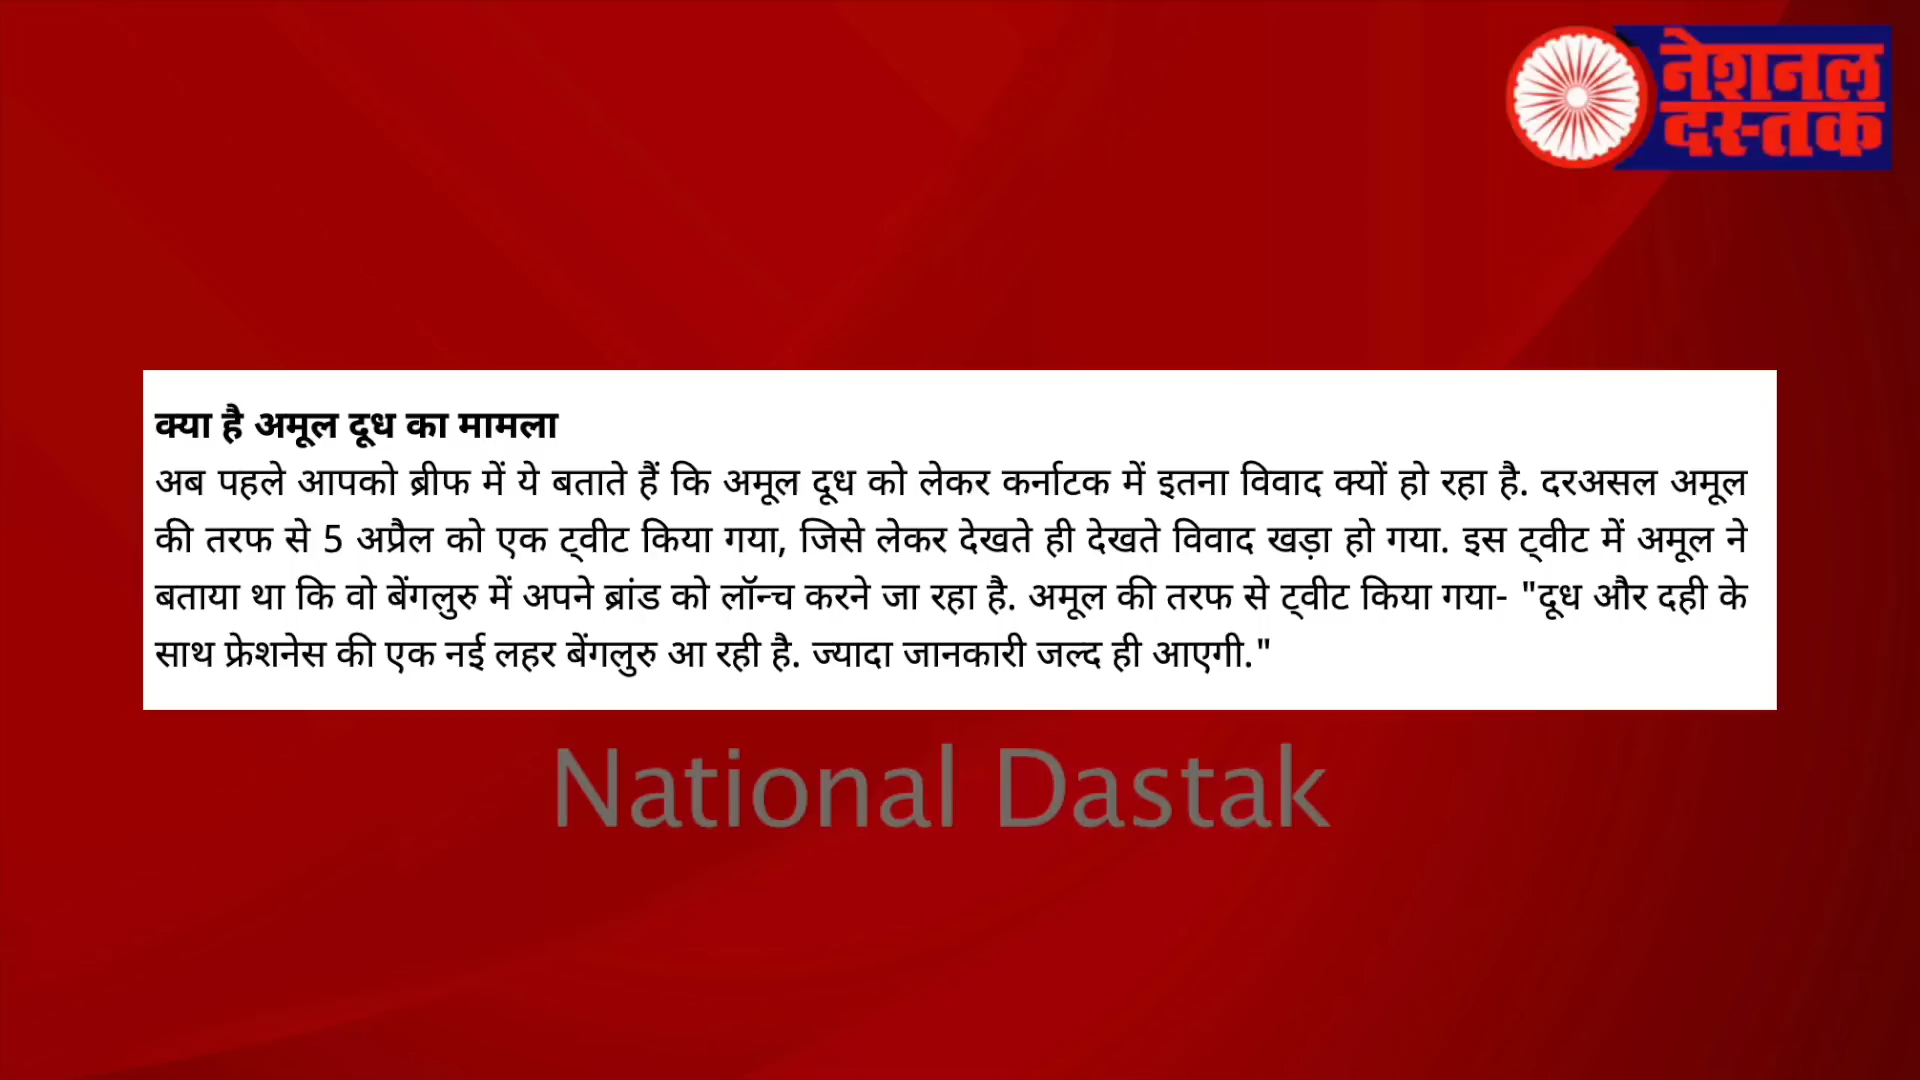 नेशनल
दस्तक
क्या है अमूल दूध का मामला
अब पहले आपको ब्रीफ में ये बताते हैं कि अमूल दूध को लेकर कर्नाटक में इतना विवाद क्यों हो रहा है. दरअसल अमूल
की तरफ से 5 अप्रैल को एक ट्वीट किया गया, जिसे लेकर देखते ही देखते विवाद खड़ा हो गया. इस ट्वीट में अमूल ने
बताया था कि वो बेंगलुरु में अपने ब्रांड को लॉन्च करने जा रहा है. अमूल की तरफ से ट्वीट किया गया- "दूध और दही के
साथ फ्रेशनेस की एक नई लहर बेंगलुरु आ रही है. ज्यादा जानकारी जल्द ही आएगी."
National Dastak